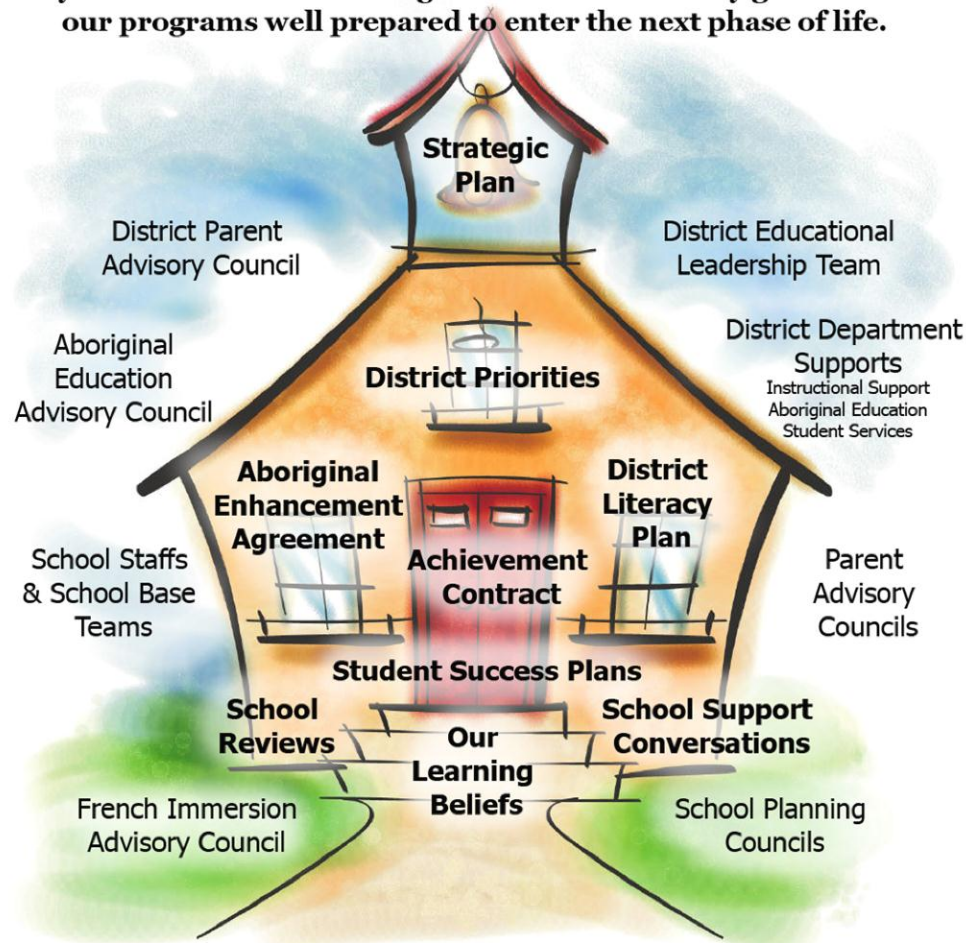 our programs well prepared to enter the next phase of life.
Strategic
Plan
District Parent
Advisory Council
District Educational
Leadership Team
Aboriginal
Education
Advisory Council
District Department
Supports
Instructional Support
Aboriginal Education
Student Services
District Priorities
Aboriginal
Enhancement
Agreement
District
Literacy
Plan
Achievement
Contract
School Staffs
& School Base
Teams
Parent
Advisory
Councils
Student Success Plans
School
Reviews
School Support
Conversations
Our
Learning
Beliefs
French Immersion
Advisory Council
School Planning
Councils